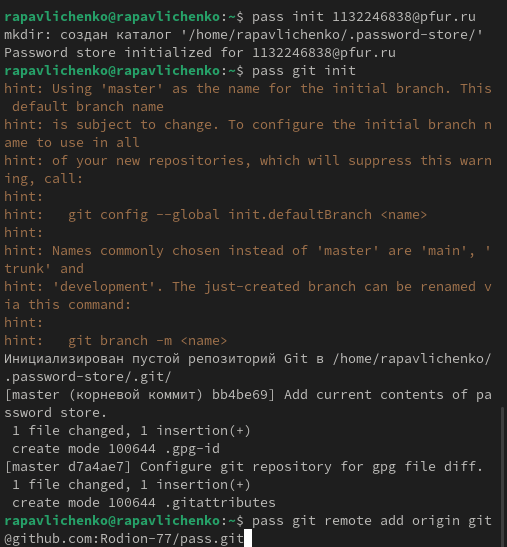 rapavlichenko@rapavlichenko:~$ pass init 1132246838@pfur.ru
mkdir: создан каталог '/home/rapavlichenko/.password-store/'
Password store initialized for 1132246838@pfur.ru
rapavlichenko@rapavlichenko:~$ pass git init
hint: Using 'master' as the name for the initial branch. This
 default branch name
hint: is subject to change. To configure the initial branch n
ame to use in all
hint: of your new repositories, which will suppress this warn
ing, call:
hint:
hint:   git config --global init.defaultBranch <name>
hint:
hint: Names commonly chosen instead of 'master' are 'main', '
trunk' and
hint: 'development'. The just-created branch can be renamed v
ia this command:
hint:
hint:   git branch -m <name>
Инициализирован пустой репозиторий Git в /home/rapavlichenko/
.password-store/.git/
[master (корневой коммит) bb4be69] Add current contents of pa
ssword store.
 1 file changed, 1 insertion(+)
 create mode 100644 .gpg-id
[master d7a4ae7] Configure git repository for gpg file diff.
 1 file changed, 1 insertion(+)
 create mode 100644 .gitattributes
rapavlichenko@rapavlichenko:~$ pass git remote add origin git
@github.com:Rodion-77/pass.git